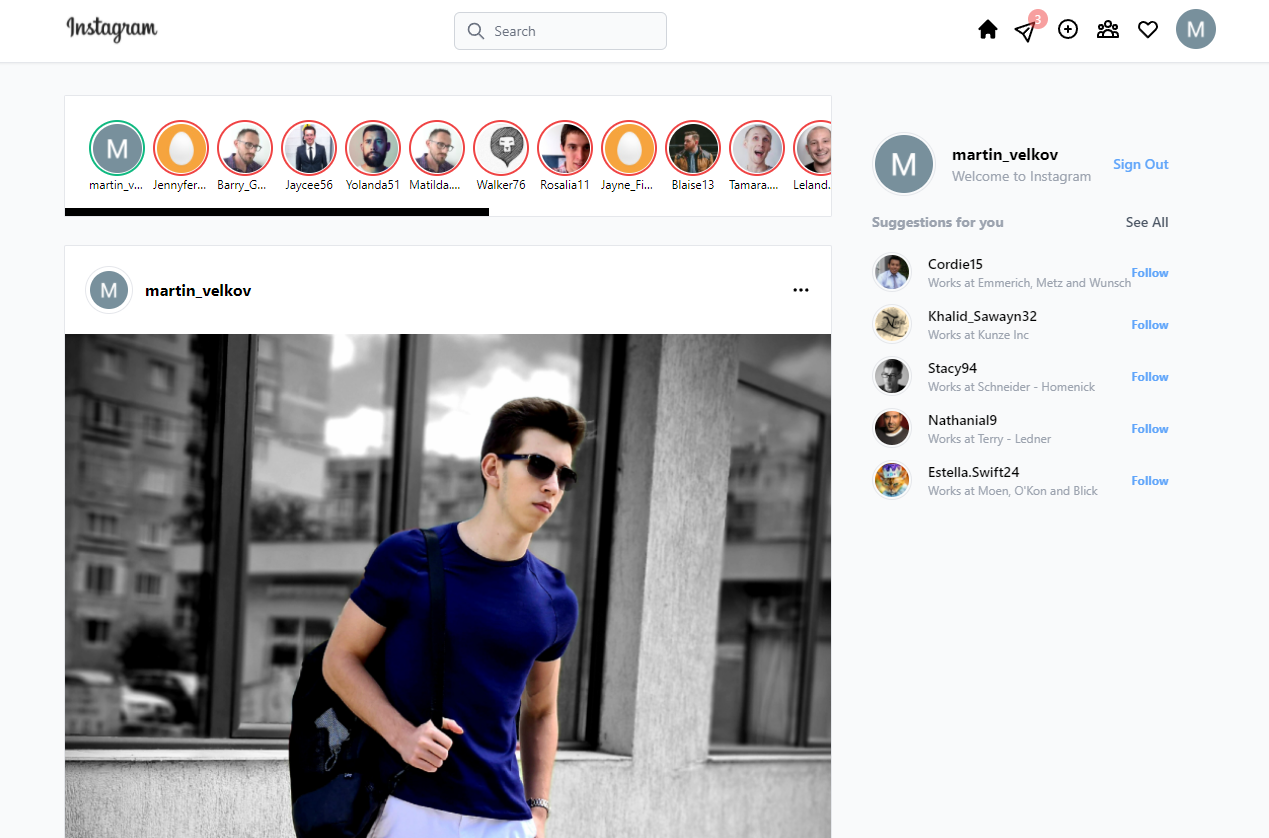 Instagram
Search
3
M
M
martin_v...
Jennyfer...
Barry_G...
Jaycee56
Yolanda51
Matilda....
Walker76
Rosalia11
Jayne_Fi...
Blaise13
Tamara....
Leland.
M
martin_velkov
Welcome to Instagram
Sign Out
Suggestions for you
See All
Cordie15
Works at Emmerich, Metz and Wunsch
Follow
Khalid_Sawayn32
Works at Kunze Inc
Follow
Stacy94
Works at Schneider - Homenick
Follow
Nathanial9
Works at Terry - Ledner
Follow
Estella.Swift24
Works at Moen, O'Kon and Blick
Follow
M
martin_velkov